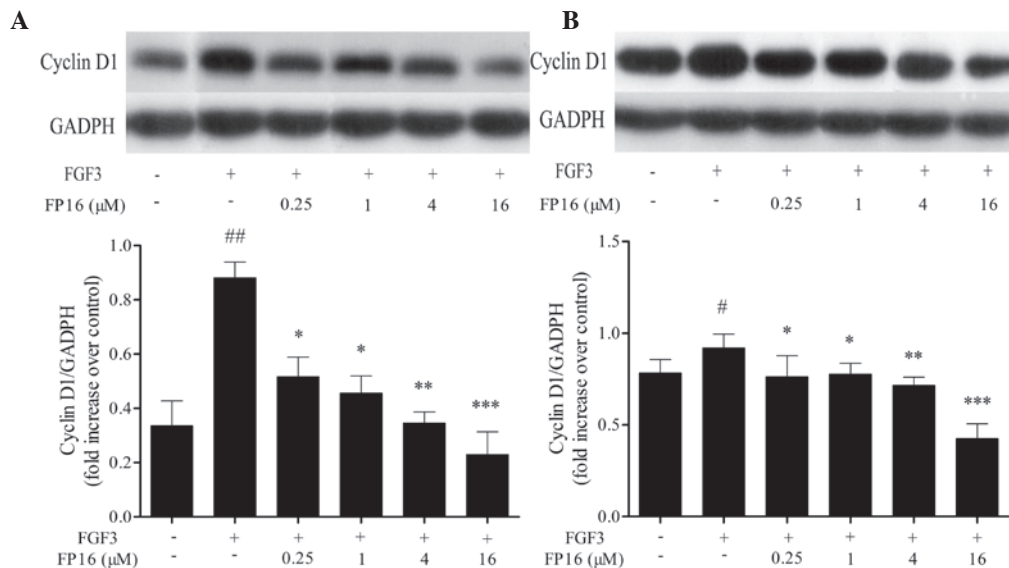 A
Cyclin D1
GADPH
FGF3 - + + + + +
FP16 (μM) - - 0.25 1 4 16
Cyclin D1/GADPH
(fold increase over control)
1.0
0.8
0.6
0.4
0.2
0.0
##
*
*
**
***
FGF3 - + + + + +
FP16 (μM) - - 0.25 1 4 16
B
Cyclin D1
GADPH
FGF3 - + + + + +
FP16 (μM) - - 0.25 1 4 16
Cyclin D1/GADPH
(fold increase over control)
1.5
1.0
0.5
0.0
#
*
*
**
***
FGF3 - + + + + +
FP16 (μM) - - 0.25 1 4 16